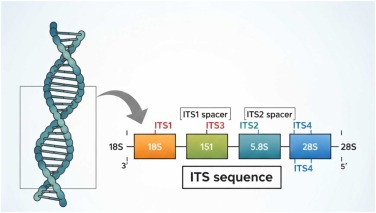 ITS1 spacer ITS2 spacer
ITS1 ITS3 ITS2 ITS4
18S 18S 151 5.8S 28S 28S
3' ITS4 5'
ITS sequence